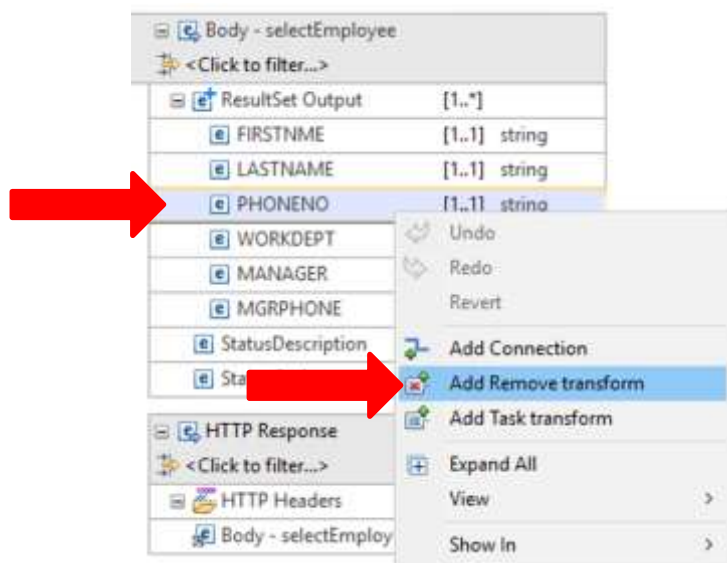 Body - selectEmployee
<Click to filter...>
ResultSet Output [1..*]
FIRSTNME [1..1] string
LASTNAME [1..1] string
PHONENO [1..1] string
WORKDEPT
MANAGER
MGRPHONE
StatusDescription
Sta
HTTP Response
<Click to filter...>
HTTP Headers
Body - selectEmploy
Undo
Redo
Revert
Add Connection
Add Remove transform
Add Task transform
Expand All
View >
Show In >